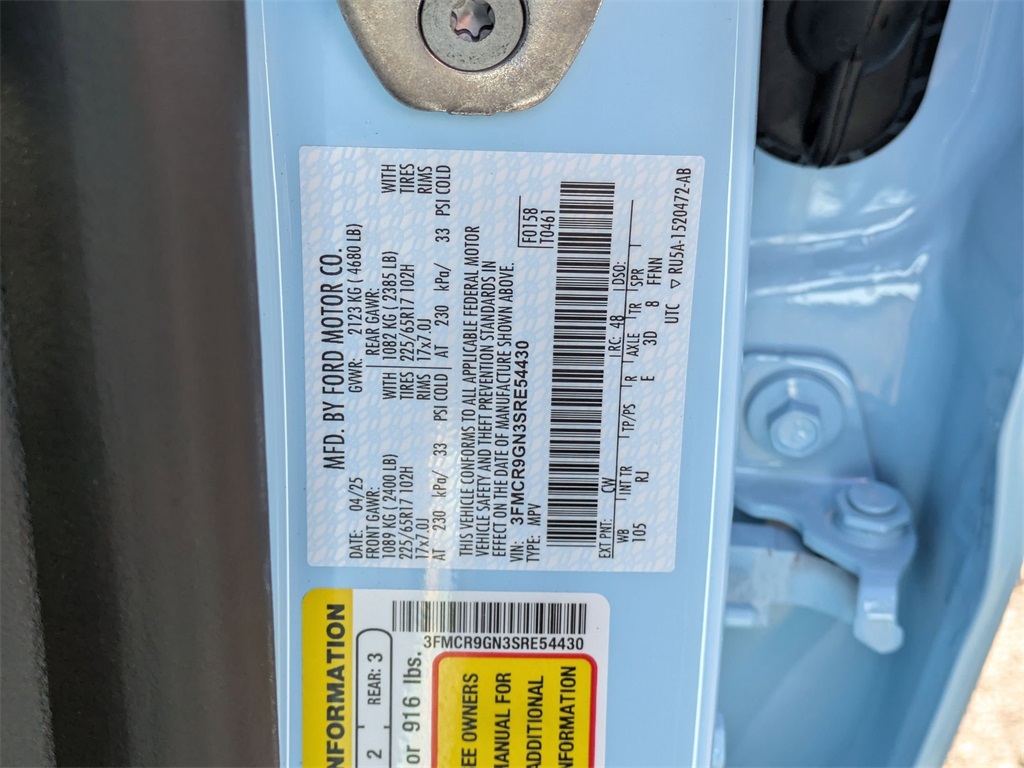 MFD. BY FORD MOTOR CO.
DATE: 04/25 GVWR: 2123 KG ( 4680 LB)
FRONT GAWR: REAR GAWR:
1089 KG ( 2400 LB) WITH 1082 KG ( 2385 LB) WITH
225/65R17 102H TIRES 225/65R17 102H TIRES
17x7.0J RIMS 17x7.0J RIMS
AT 230 kPa/ 33 PSI COLD AT 230 kPa/ 33 PSI COLD
THIS VEHICLE CONFORMS TO ALL APPLICABLE FEDERAL MOTOR
VEHICLE SAFETY AND THEFT PREVENTION STANDARDS IN
EFFECT ON THE DATE OF MANUFACTURE SHOWN ABOVE.
VIN: 3FMCR9GN3SRE54430 F0158
TYPE: MPV T0461
EXT PNT: CW RC: 48 DSO:
WB INT TR TP/PS R AXLE TR SPR
105 RJ E 3D 8 FFNN
UTC ▽ RU5A-1520472-AB
NFORMATION
2 REAR: 3
or 916 lbs.
3FMCR9GN3SRE54430
EE OWNERS
MANUAL FOR
ADDITIONAL
NFORMATION